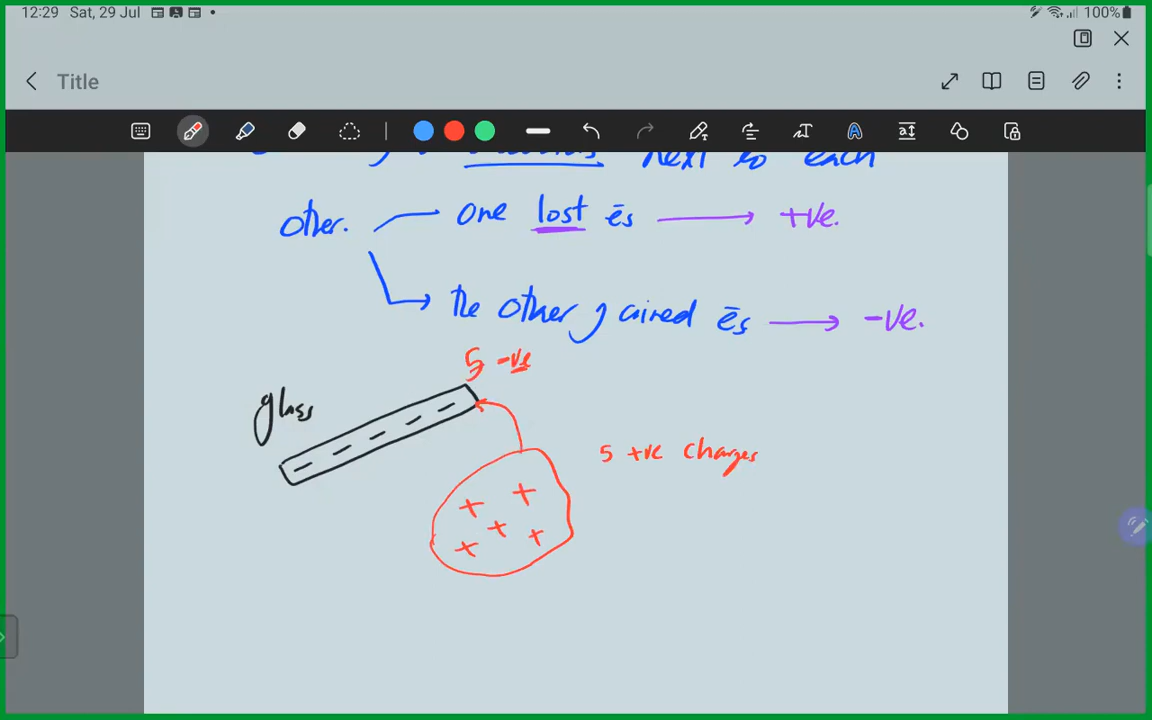 12:29 Sat, 29 Jul
100%
Title
next to each
other. one lost ēs +ve.
the other gained ēs -ve.
5 -ve
glass
5 +ve charges